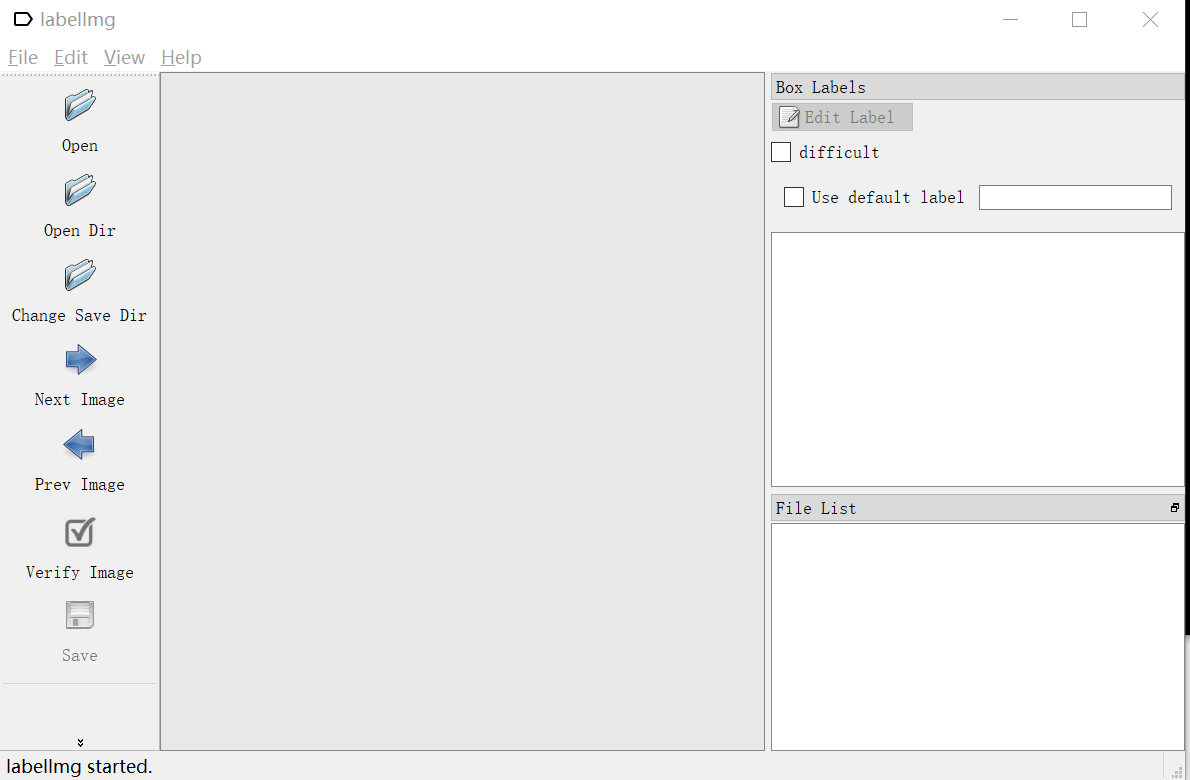 labelImg
File Edit View Help
Open
Open Dir
Change Save Dir
Next Image
Prev Image
Verify Image
Save
Box Labels
Edit Label
difficult
Use default label
File List
labelImg started.